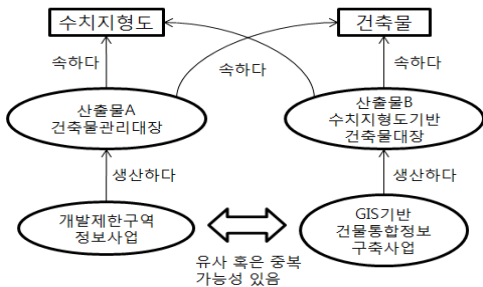 수치지형도
건축물
속하다
속하다
속하다
산출물A
건축물관리대장
산출물B
수치지형도기반
건축물대장
생산하다
생산하다
개발제한구역
정보사업
GIS기반
건물통합정보
구축사업
유사 혹은 중복
가능성 있음